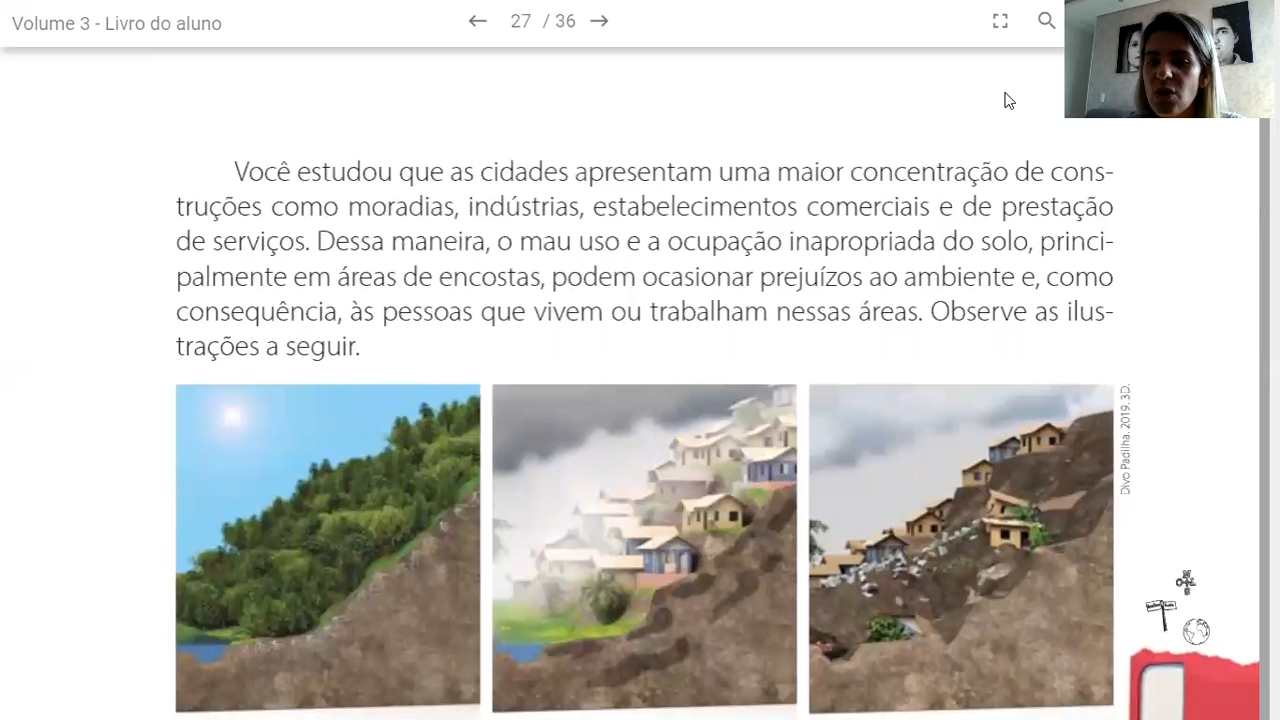 Volume 3 - Livro do aluno
27 / 36
Você estudou que as cidades apresentam uma maior concentração de cons-
truções como moradias, indústrias, estabelecimentos comerciais e de prestação
de serviços. Dessa maneira, o mau uso e a ocupação inapropriada do solo, princi-
palmente em áreas de encostas, podem ocasionar prejuízos ao ambiente e, como
consequência, às pessoas que vivem ou trabalham nessas áreas. Observe as ilus-
trações a seguir.
Divo Padilha. 2019. 3D.